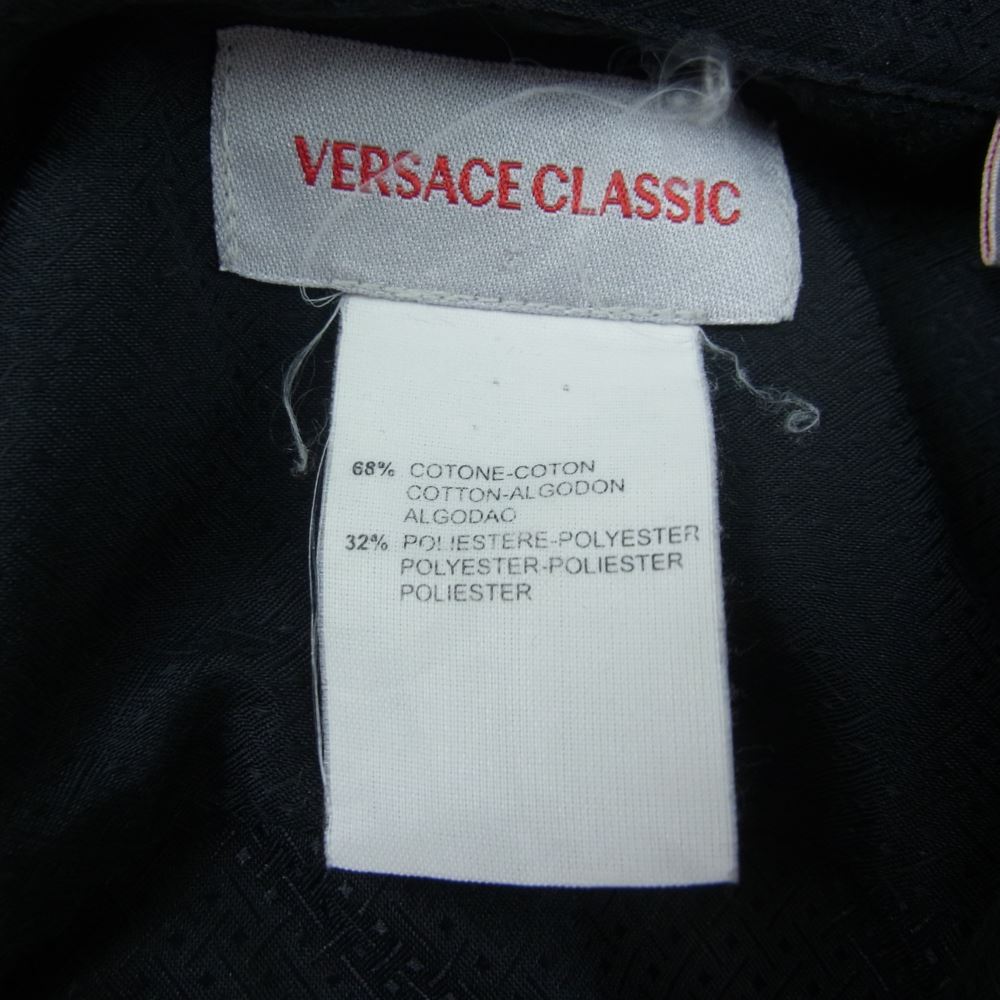 VERSACE CLASSIC
68% COTONE-COTON
COTTON-ALGODON
ALGODAO
32% POLIESTERE-POLYESTER
POLYESTER-POLIESTER
POLIESTER